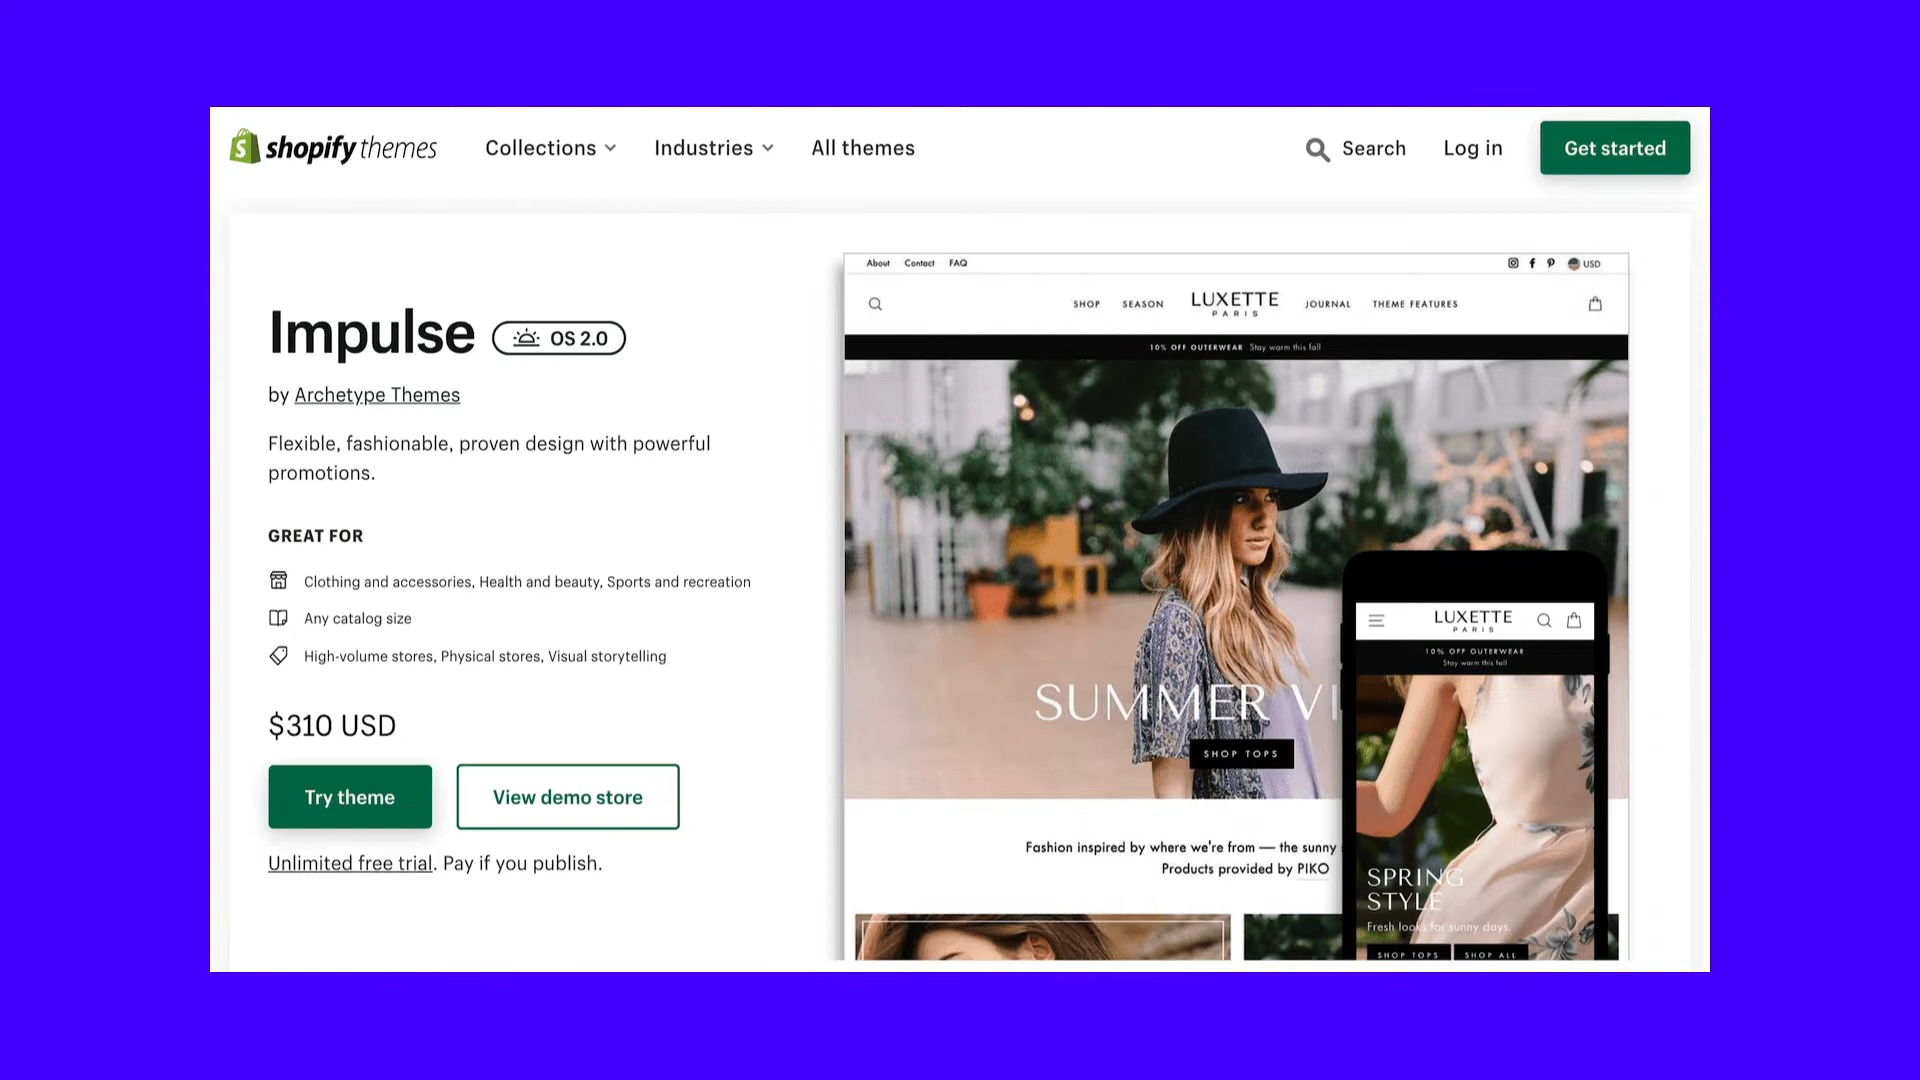 shopify themes
Collections
Industries
All themes
Search
Log in
Get started
Impulse
OS 2.0
by Archetype Themes
Flexible, fashionable, proven design with powerful
promotions.
GREAT FOR
Clothing and accessories, Health and beauty, Sports and recreation
Any catalog size
High-volume stores, Physical stores, Visual storytelling
$310 USD
Try theme
View demo store
Unlimited free trial. Pay if you publish.
About
Contact
FAQ
USD
SHOP
SEASON
LUXETTE
PARIS
JOURNAL
THEME FEATURES
10% OFF OUTERWEAR Stay warm this fall
SUMMER VI
SHOP TOPS
Fashion inspired by where we're from — the sunny
Products provided by PIKO
LUXETTE
PARIS
10% OFF OUTERWEAR
Stay warm this fall
SPRING
STYLE
Fresh looks for sunny days.
SHOP TOPS
SHOP ALL